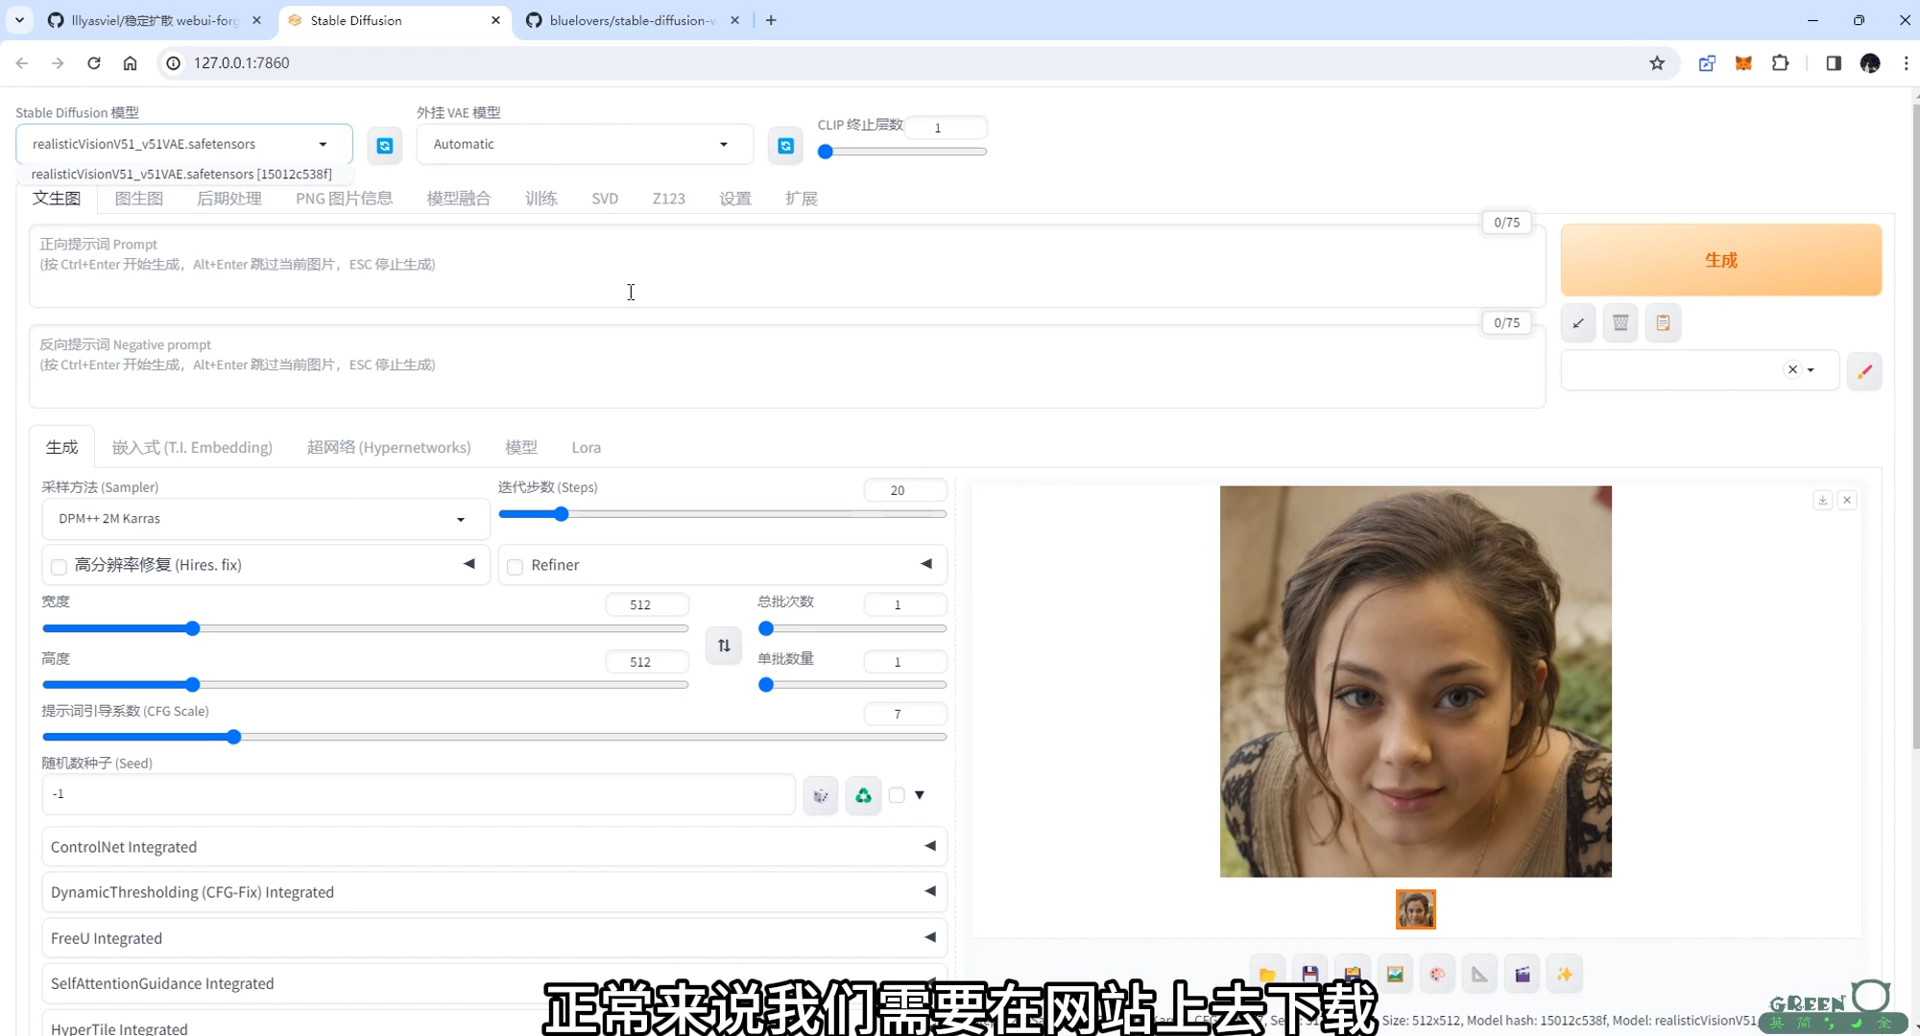 lllyasviel/稳定扩散 webui-forg
Stable Diffusion
bluelovers/stable-diffusion-w
127.0.0.1:7860
Stable Diffusion 模型
外挂 VAE 模型
CLIP 终止层数
1
realisticVisionV51_v51VAE.safetensors
Automatic
realisticVisionV51_v51VAE.safetensors [15012c538f]
文生图
图生图
后期处理
PNG 图片信息
模型融合
训练
SVD
Z123
设置
扩展
0/75
正向提示词 Prompt
(按 Ctrl+Enter 开始生成，Alt+Enter 跳过当前图片，ESC 停止生成)
生成
0/75
反向提示词 Negative prompt
(按 Ctrl+Enter 开始生成，Alt+Enter 跳过当前图片，ESC 停止生成)
生成
嵌入式 (T.I. Embedding)
超网络 (Hypernetworks)
模型
Lora
采样方法 (Sampler)
迭代步数 (Steps)
20
DPM++ 2M Karras
高分辨率修复 (Hires. fix)
Refiner
宽度
512
总批次数
1
高度
512
单批数量
1
提示词引导系数 (CFG Scale)
7
随机数种子 (Seed)
-1
ControlNet Integrated
DynamicThresholding (CFG-Fix) Integrated
FreeU Integrated
SelfAttentionGuidance Integrated
HyperTile Integrated
正常来说我们需要在网站上去下载
Size: 512x512, Model hash: 15012c538f, Model: realisticVisionV51
GREEN
英 简 全